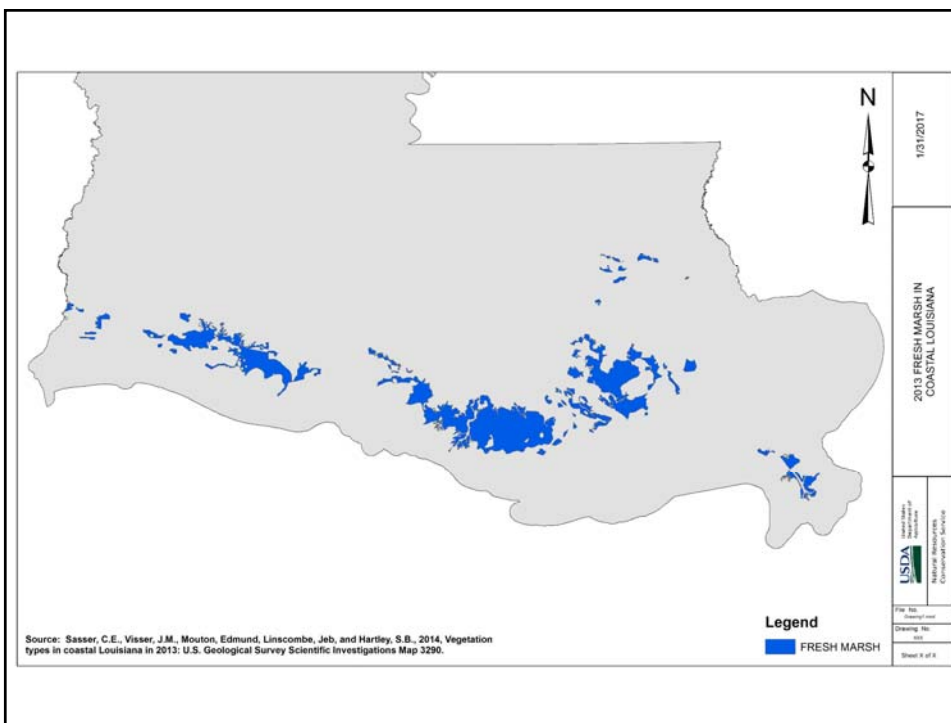 N
1/31/2017
2013 FRESH MARSH IN
COASTAL LOUISIANA
USDA
United States
Department of
Agriculture
Natural Resources
Conservation Service
File No.
Drawing No.
Sheet X of X
Legend
FRESH MARSH
Source: Sasser, C.E., Visser, J.M., Mouton, Edmund, Linscombe, Jeb, and Hartley, S.B., 2014, Vegetation
types in coastal Louisiana in 2013: U.S. Geological Survey Scientific Investigations Map 3290.